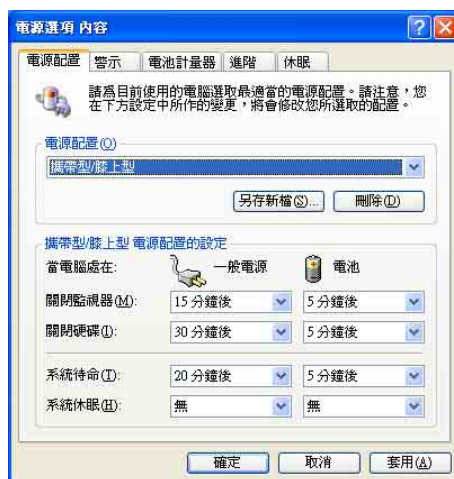 電源選項 內容
電源配置 警示 電池計量器 進階 休眠
請為目前使用的電腦選取最適當的電源配置。請注意，您
在下方設定中所作的變更，將會修改您所選取的配置。
電源配置(O)
攜帶型/膝上型
另存新檔(S)... 刪除(D)
攜帶型/膝上型 電源配置的設定
當電腦處在: 一般電源 電池
關閉監視器(M): 15 分鐘後 5 分鐘後
關閉硬碟(I): 30 分鐘後 5 分鐘後
系統待命(T): 20 分鐘後 5 分鐘後
系統休眠(H): 無 無
確定 取消 套用(A)